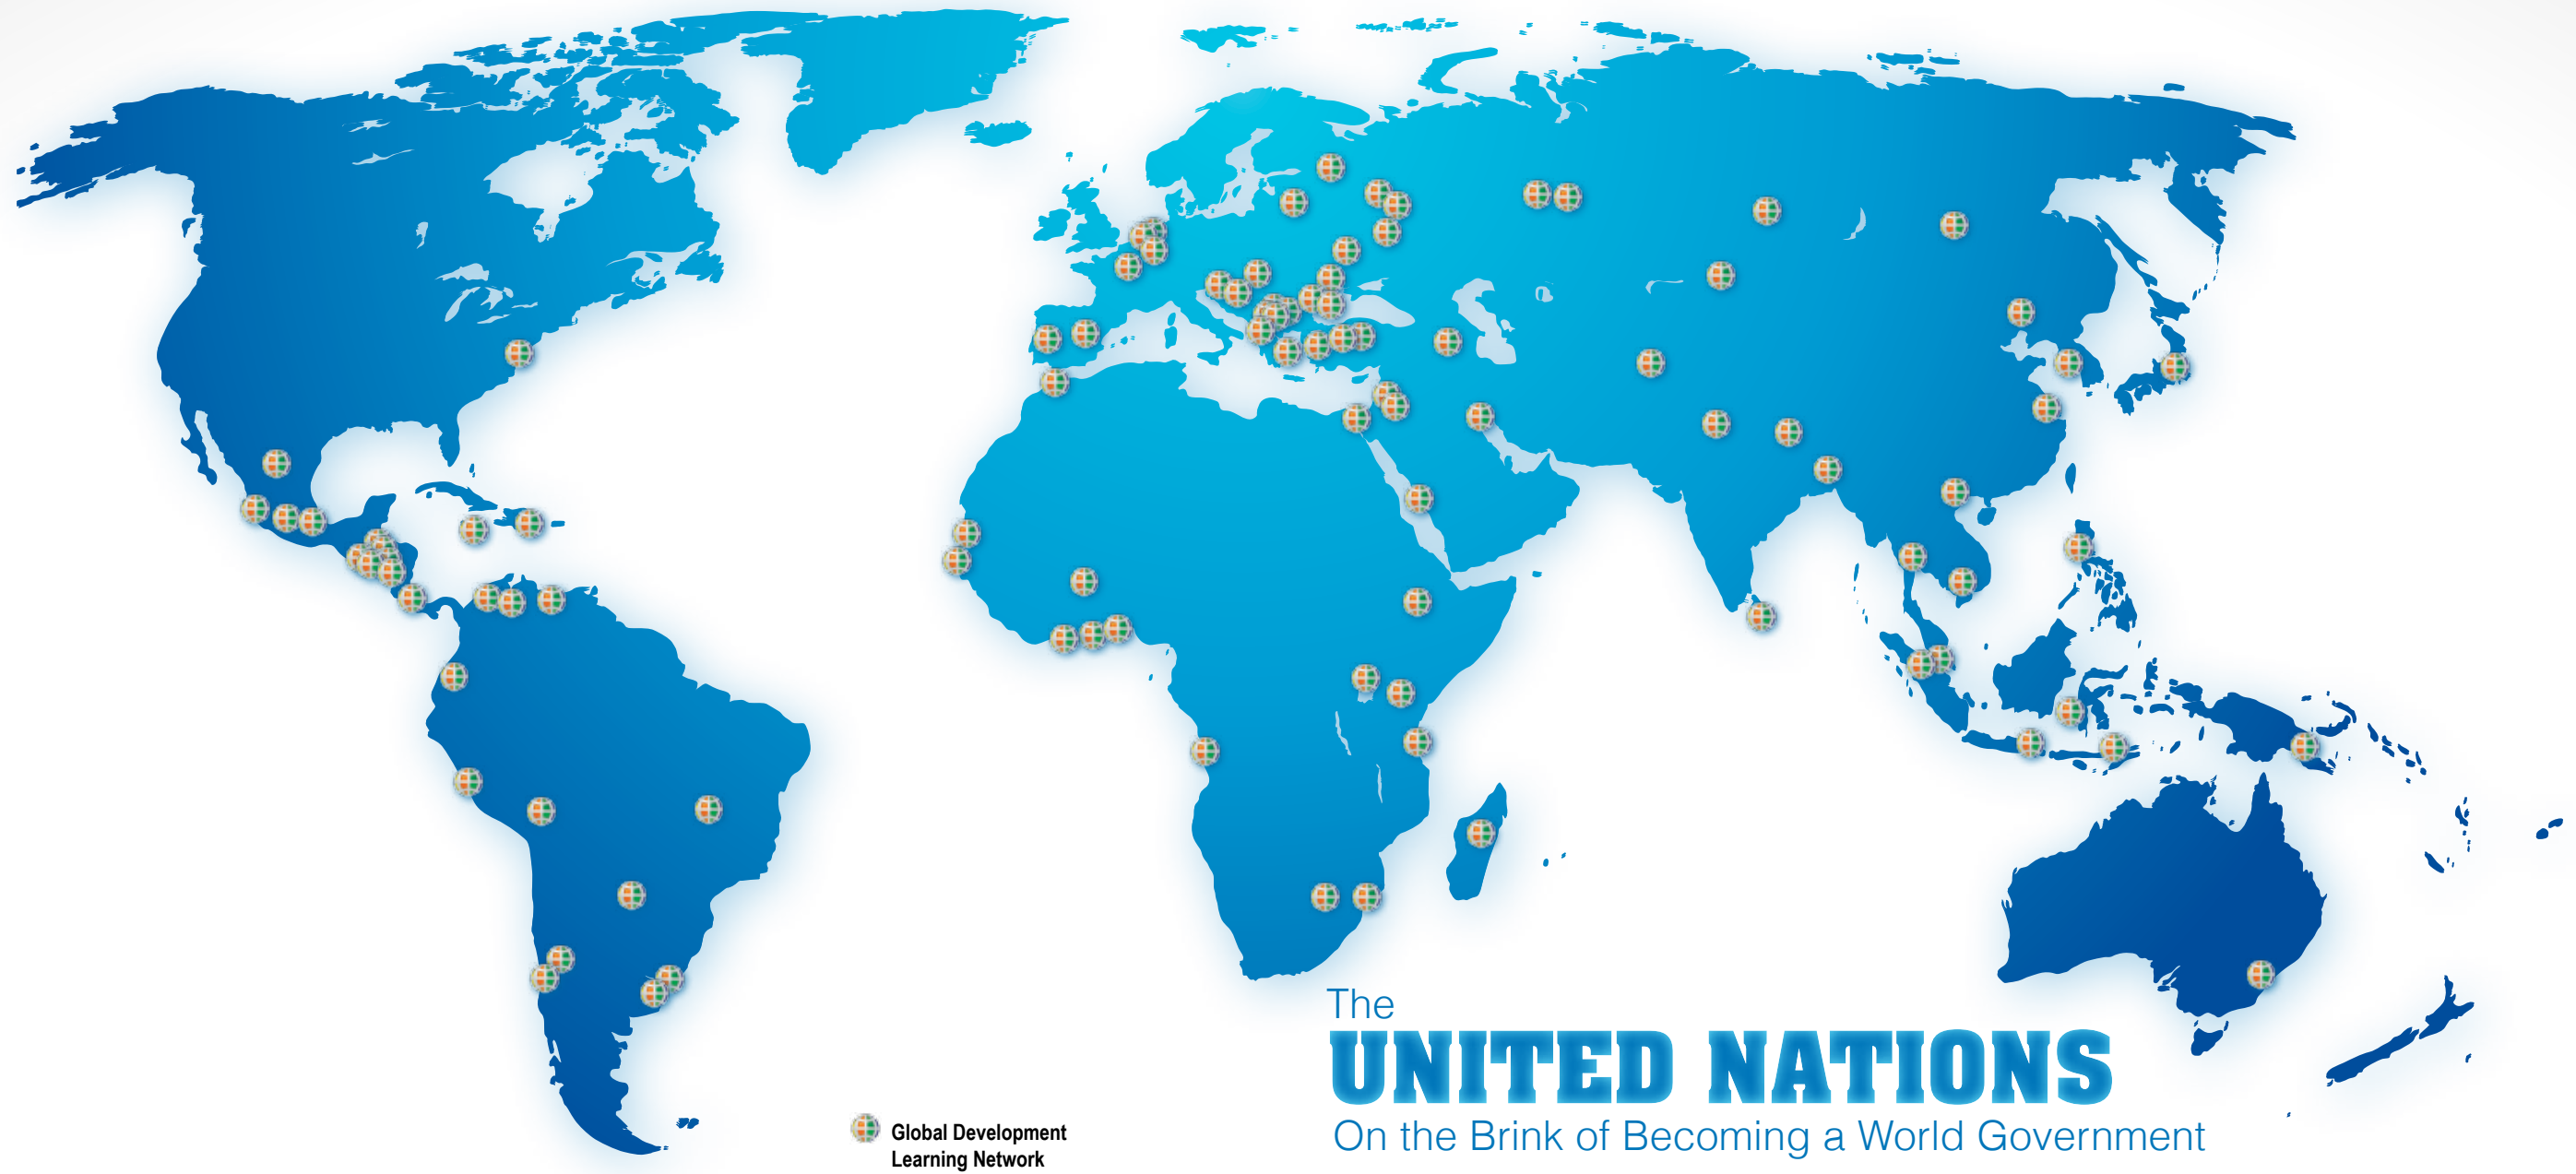 The
UNITED NATIONS
On the Brink of Becoming a World Government
Global Development
Learning Network